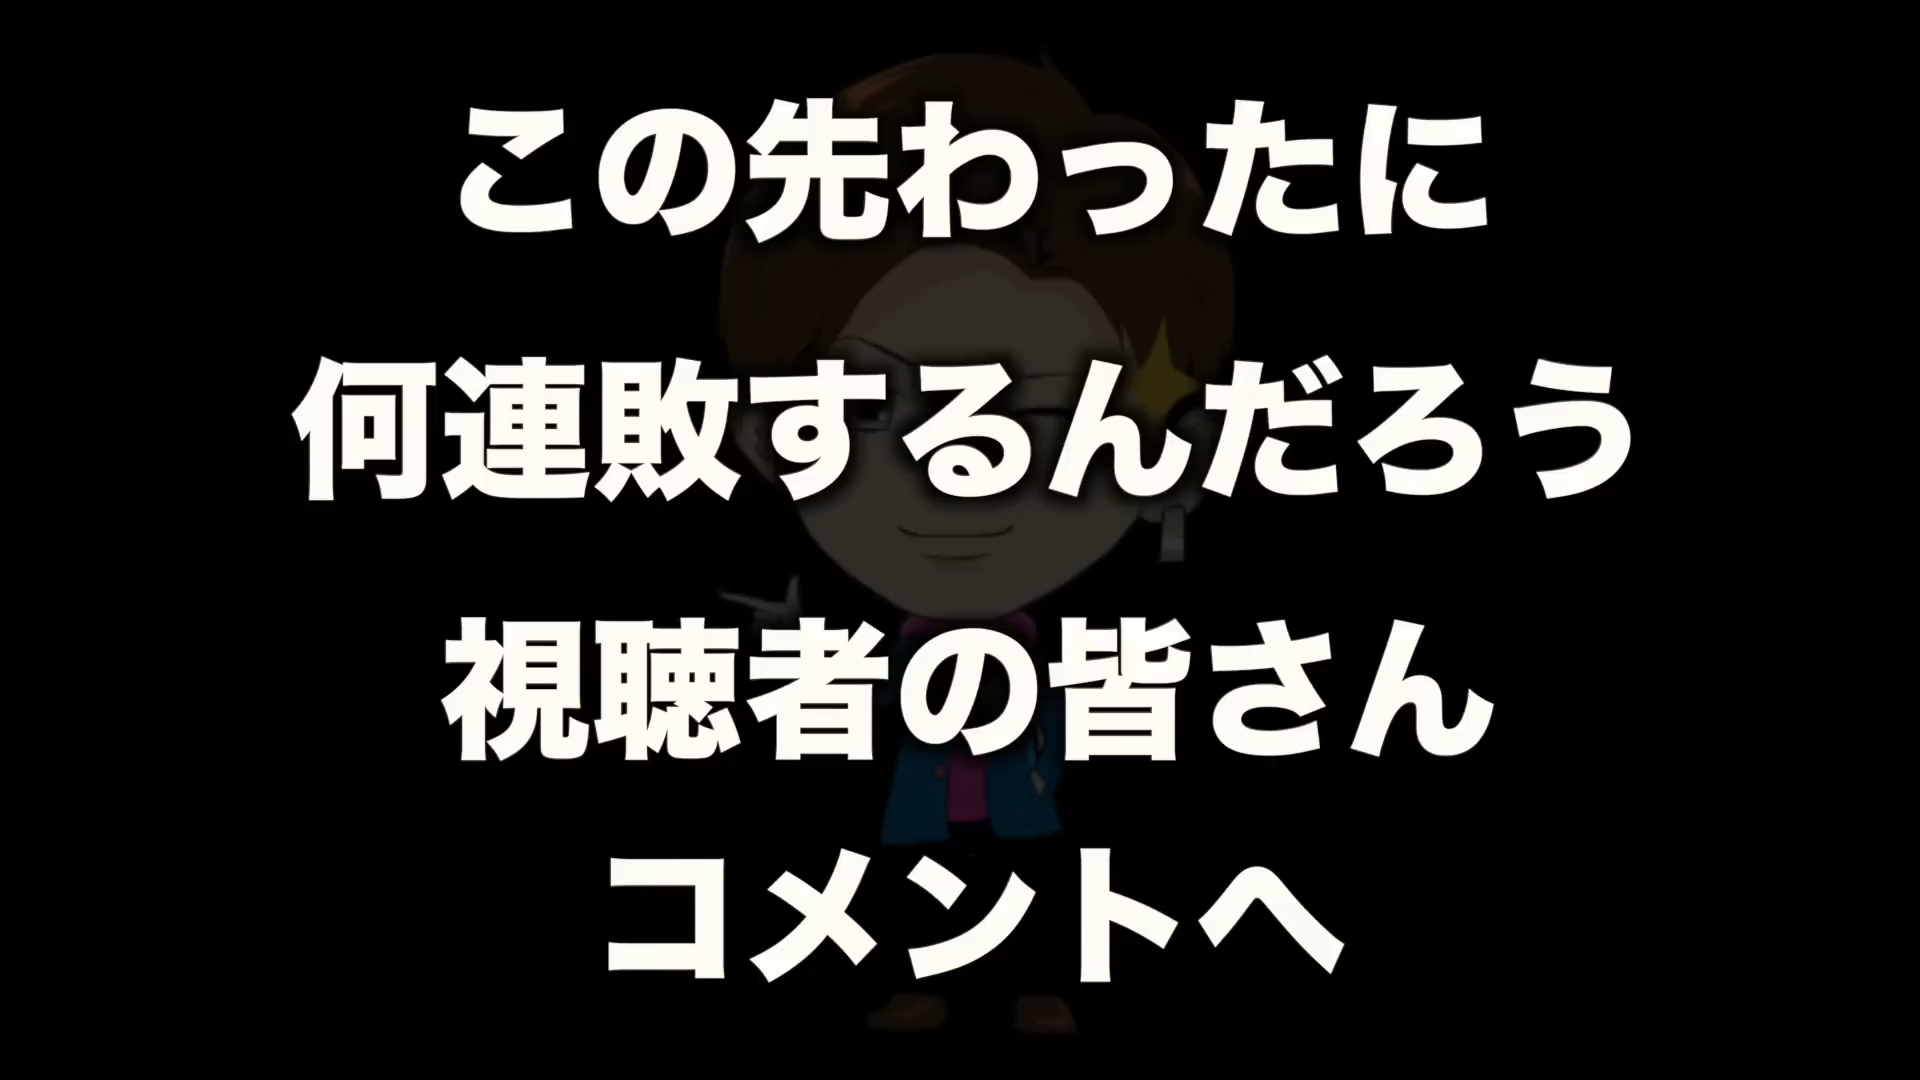 この先わったに
何連敗するんだろう
視聴者の皆さん
コメントへ